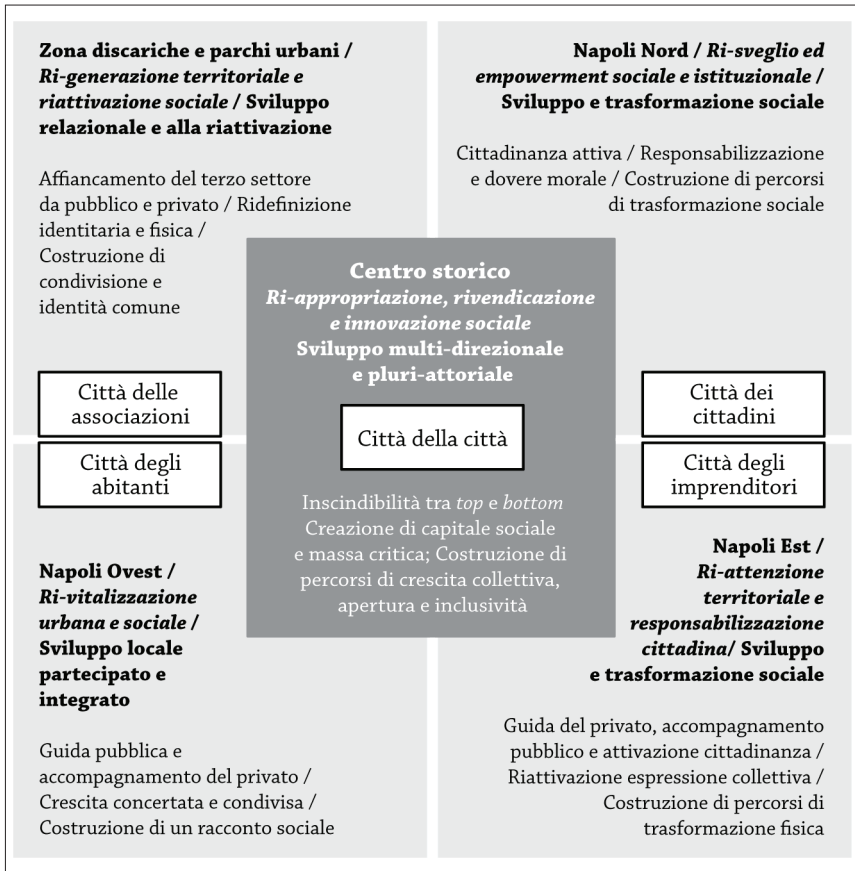 Zona discariche e parchi urbani /
Ri-generazione territoriale e
riattivazione sociale / Sviluppo
relazionale e alla riattivazione
Affiancamento del terzo settore
da pubblico e privato / Ridefinizione
identitaria e fisica /
Costruzione di
condivisione e
identità comune
Città delle
associazioni
Napoli Nord / Ri-sveglio ed
empowerment sociale e istituzionale /
Sviluppo e trasformazione sociale
Cittadinanza attiva / Responsabilizzazione
e dovere morale / Costruzione di percorsi
di trasformazione sociale
Città dei
cittadini
Centro storico
Ri-appropriazione, rivendicazione
e innovazione sociale
Sviluppo multi-direzionale
e pluri-attoriale
Città della città
Inscindibilità tra top e bottom
Creazione di capitale sociale
e massa critica; Costruzione di
percorsi di crescita collettiva,
apertura e inclusività
Città degli
abitanti
Napoli Ovest /
Ri-vitalizzazione
urbana e sociale /
Sviluppo locale
partecipato e
integrato
Guida pubblica e
accompagnamento del privato /
Crescita concertata e condivisa /
Costruzione di un racconto sociale
Città degli
imprenditori
Napoli Est /
Ri-attenzione
territoriale e
responsabilizzazione
cittadina/ Sviluppo
e trasformazione sociale
Guida del privato, accompagnamento
pubblico e attivazione cittadinanza /
Riattivazione espressione collettiva /
Costruzione di percorsi di
trasformazione fisica